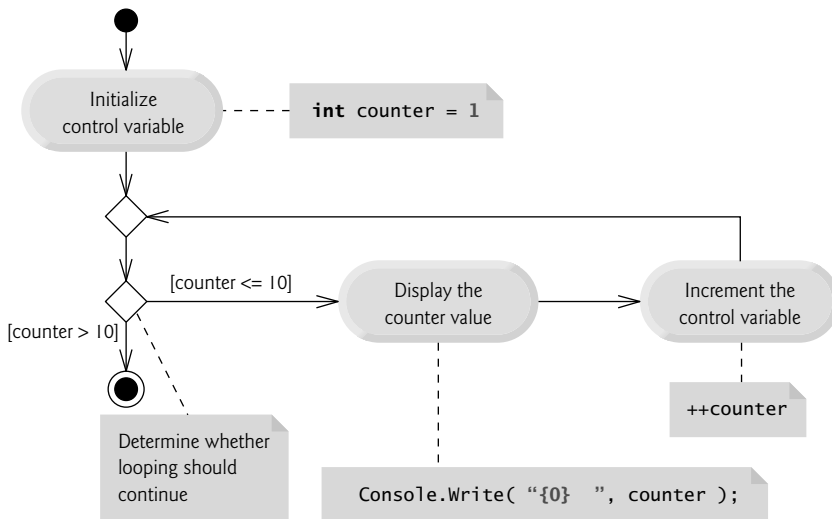 Initialize
control variable
int counter = 1
[counter <= 10]
Display the
counter value
Increment the
control variable
[counter > 10]
++counter
Determine whether
looping should
continue
Console.Write( “{0}  ”, counter );